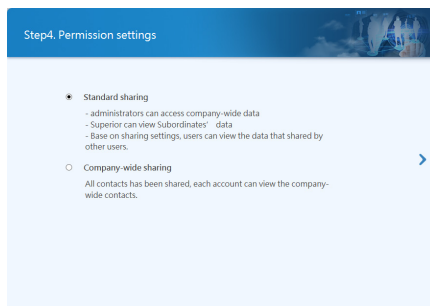 Step4. Permission settings
Standard sharing
- administrators can access company-wide data
- Superior can view Subordinates' data
- Base on sharing settings, users can view the data that shared by
other users.
Company-wide sharing
All contacts has been shared, each account can view the company-
wide contacts.